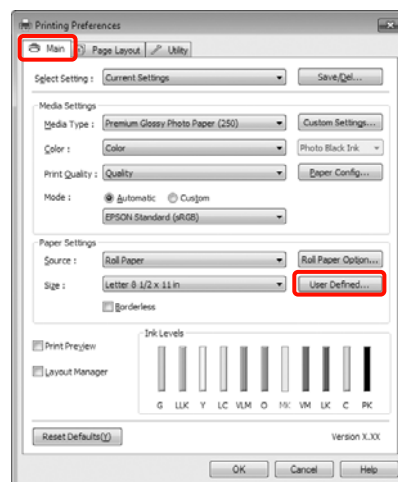 Printing Preferences
Main Page Layout Utility
Select Setting : Current Settings Save/Del...
Media Settings
Media Type : Premium Glossy Photo Paper (250) Custom Settings...
Color : Color Photo Black Ink
Print Quality : Quality Paper Config...
Mode : Automatic Custom
EPSON Standard (sRGB)
Paper Settings
Source : Roll Paper Roll Paper Option...
Size : Letter 8 1/2 x 11 in User Defined...
Borderless
Ink Levels
Print Preview
Layout Manager
G LLK Y LC VLM O MK VM LK C PK
Reset Defaults(Y) Version X.XX
OK Cancel Help